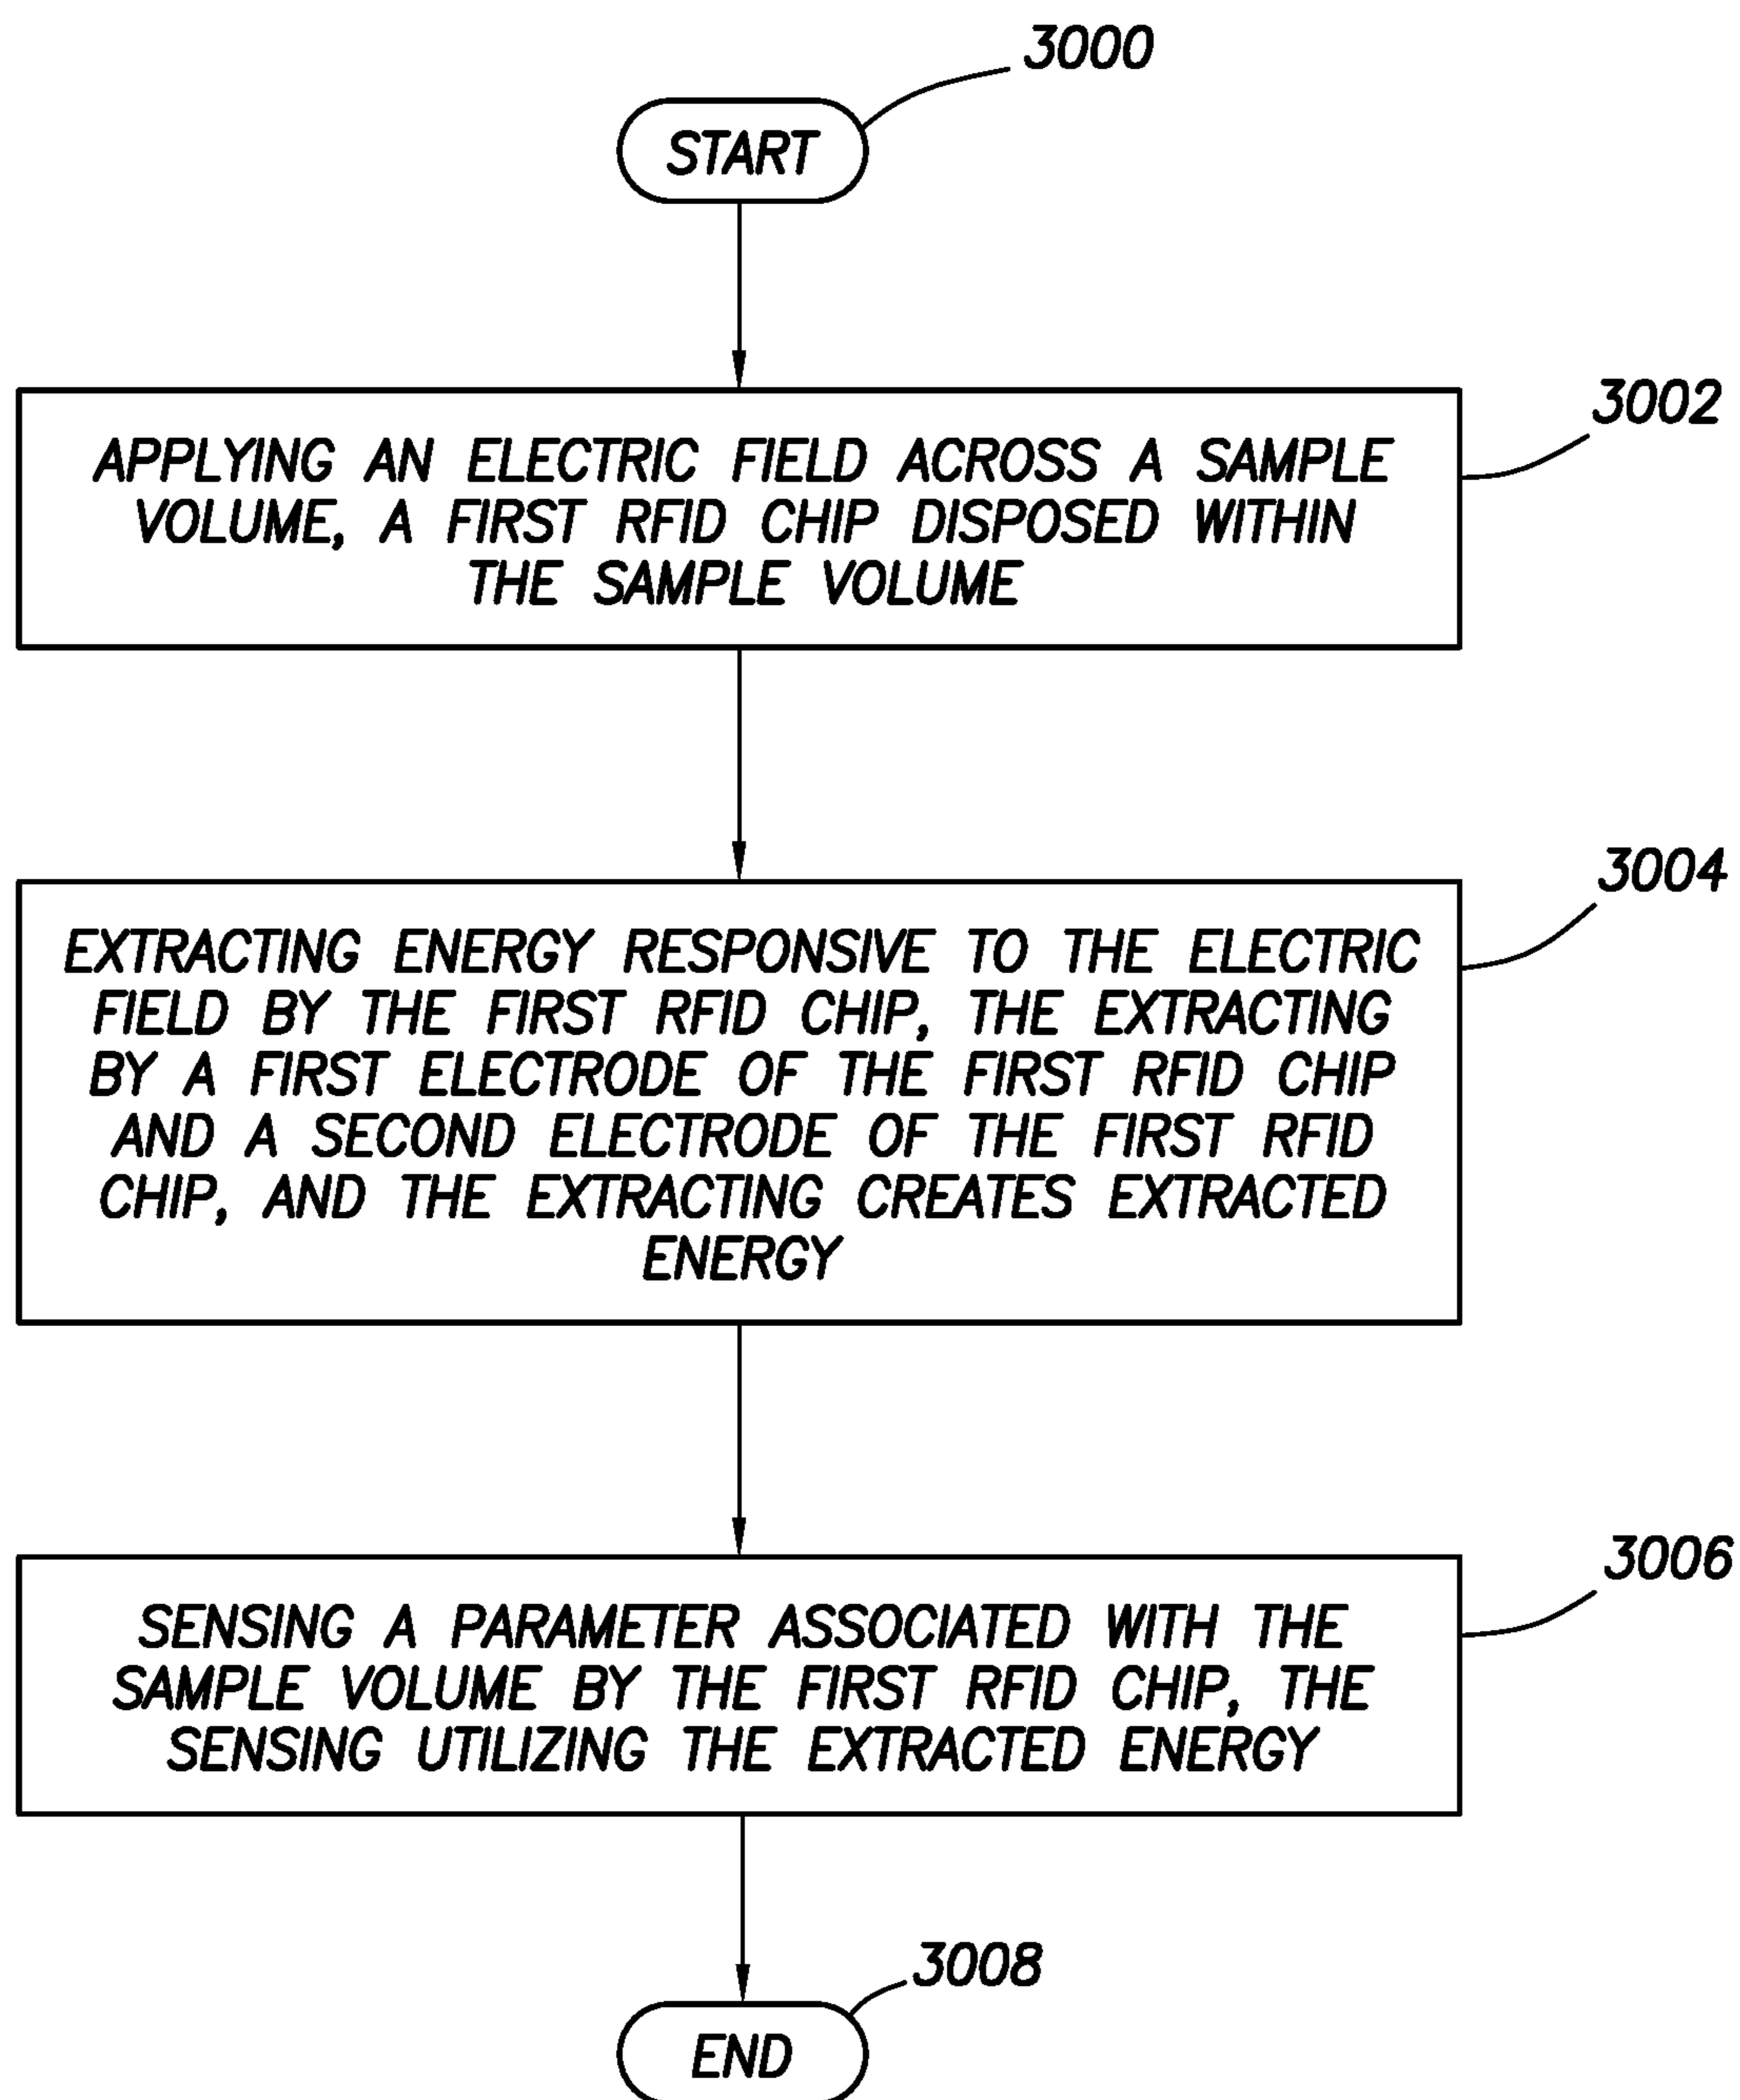 3000
START
3002
APPLYING AN ELECTRIC FIELD ACROSS A SAMPLE
VOLUME, A FIRST RFID CHIP DISPOSED WITHIN
THE SAMPLE VOLUME
3004
EXTRACTING ENERGY RESPONSIVE TO THE ELECTRIC
FIELD BY THE FIRST RFID CHIP, THE EXTRACTING
BY A FIRST ELECTRODE OF THE FIRST RFID CHIP
AND A SECOND ELECTRODE OF THE FIRST RFID
CHIP, AND THE EXTRACTING CREATES EXTRACTED
ENERGY
3006
SENSING A PARAMETER ASSOCIATED WITH THE
SAMPLE VOLUME BY THE FIRST RFID CHIP, THE
SENSING UTILIZING THE EXTRACTED ENERGY
3008
END